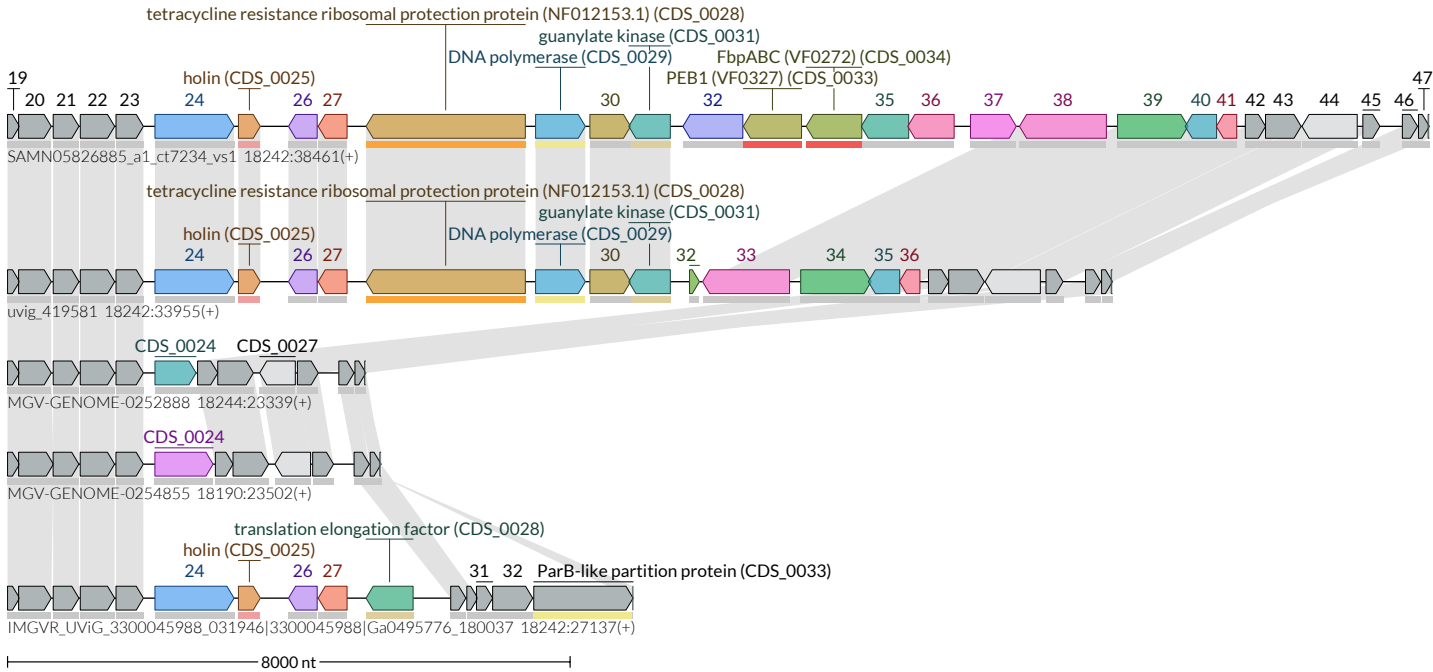 tetracycline resistance ribosomal protection protein (NF012153.1) (CDS_0028)
guanylate kinase (CDS_0031)
DNA polymerase (CDS_0029) FbpABC (VF0272) (CDS_0034)
19 holin (CDS_0025) PEB1 (VF0327) (CDS_0033) 47
20 21 22 23 24 26 27 30 32 35 36 37 38 39 40 41 42 43 44 45 46
SAMN05826885_a1_ct7234_vs1 18242:38461(+)
tetracycline resistance ribosomal protection protein (NF012153.1) (CDS_0028)
guanylate kinase (CDS_0031)
holin (CDS_0025) DNA polymerase (CDS_0029)
24 26 27 30 32 33 34 35 36
uvig_419581 18242:33955(+)
CDS_0024 CDS_0027
MGV-GENOME-0252888 18244:23339(+)
CDS_0024
MGV-GENOME-0254855 18190:23502(+)
translation elongation factor (CDS_0028)
holin (CDS_0025)
24 26 27 31 32 ParB-like partition protein (CDS_0033)
IMGVR_UViG_3300045988_031946|3300045988|Ga0495776_180037 18242:27137(+)
8000 nt